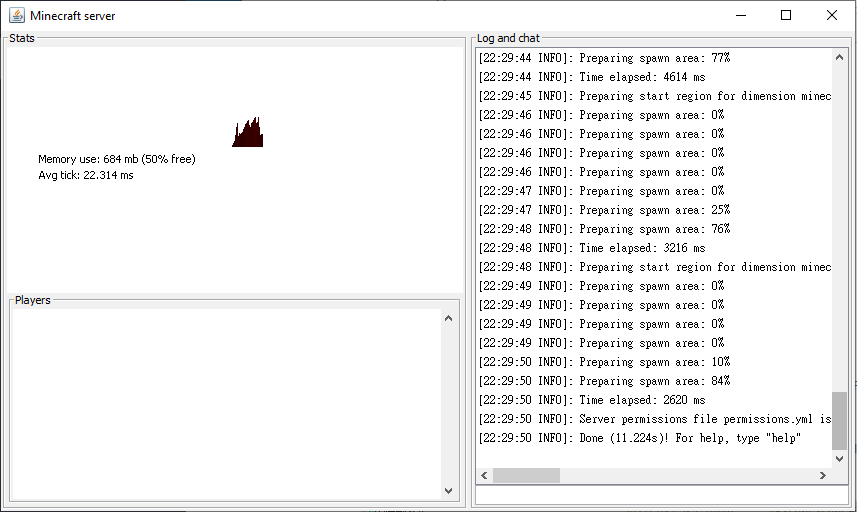 Minecraft server
Stats
Memory use: 684 mb (50% free)
Avg tick: 22.314 ms
Players
Log and chat
[22:29:44 INFO]: Preparing spawn area: 77%
[22:29:44 INFO]: Time elapsed: 4614 ms
[22:29:45 INFO]: Preparing start region for dimension minec
[22:29:46 INFO]: Preparing spawn area: 0%
[22:29:46 INFO]: Preparing spawn area: 0%
[22:29:46 INFO]: Preparing spawn area: 0%
[22:29:46 INFO]: Preparing spawn area: 0%
[22:29:47 INFO]: Preparing spawn area: 0%
[22:29:47 INFO]: Preparing spawn area: 25%
[22:29:48 INFO]: Preparing spawn area: 76%
[22:29:48 INFO]: Time elapsed: 3216 ms
[22:29:48 INFO]: Preparing start region for dimension minec
[22:29:49 INFO]: Preparing spawn area: 0%
[22:29:49 INFO]: Preparing spawn area: 0%
[22:29:49 INFO]: Preparing spawn area: 0%
[22:29:49 INFO]: Preparing spawn area: 0%
[22:29:50 INFO]: Preparing spawn area: 10%
[22:29:50 INFO]: Preparing spawn area: 84%
[22:29:50 INFO]: Time elapsed: 2620 ms
[22:29:50 INFO]: Server permissions file permissions.yml is
[22:29:50 INFO]: Done (11.224s)! For help, type "help"